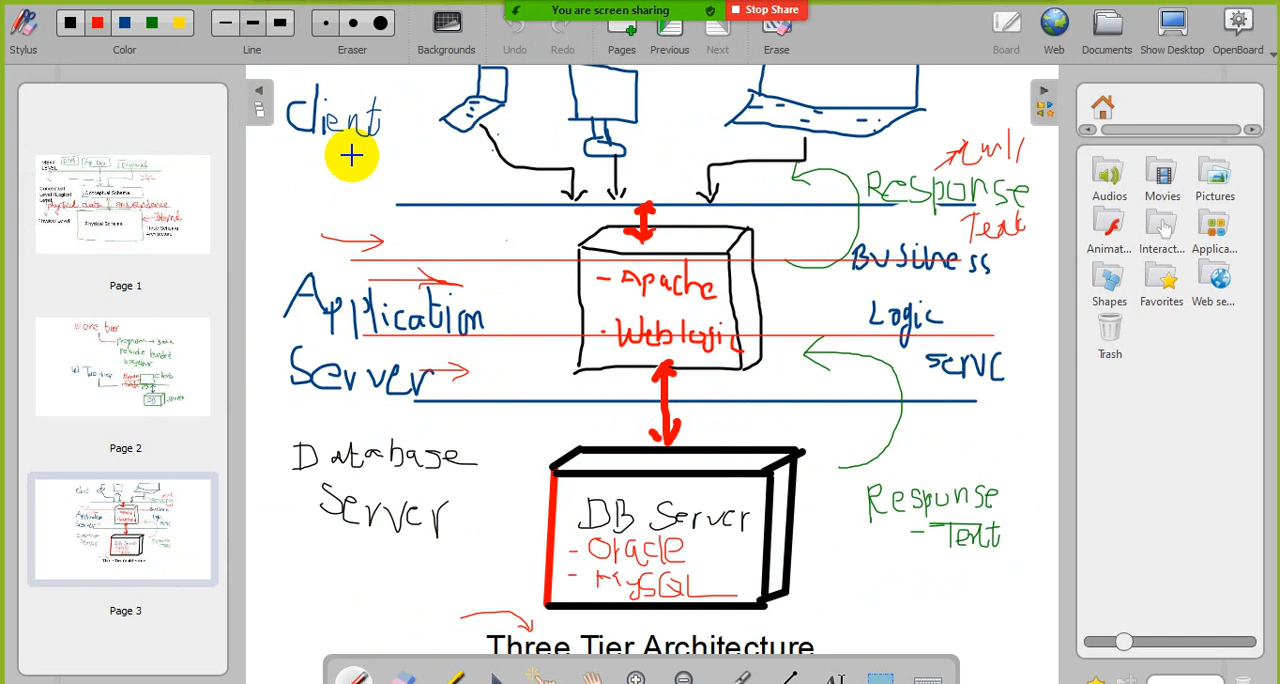 You are screen sharing
Stop Share
Stylus
Color
Line
Eraser
Backgrounds
Undo
Redo
Pages
Previous
Next
Erase
Board
Web
Documents
Show Desktop
OpenBoard
Client
Response
Text
Business
Logic
Application
Server
- Apache
- Weblogic
Database
Server
DB Server
- Oracle
- MySQL
Response
- Text
Three Tier Architecture
Page 1
Page 2
Page 3
Audios
Movies
Pictures
Animat...
Interact...
Applica...
Shapes
Favorites
Web se...
Trash